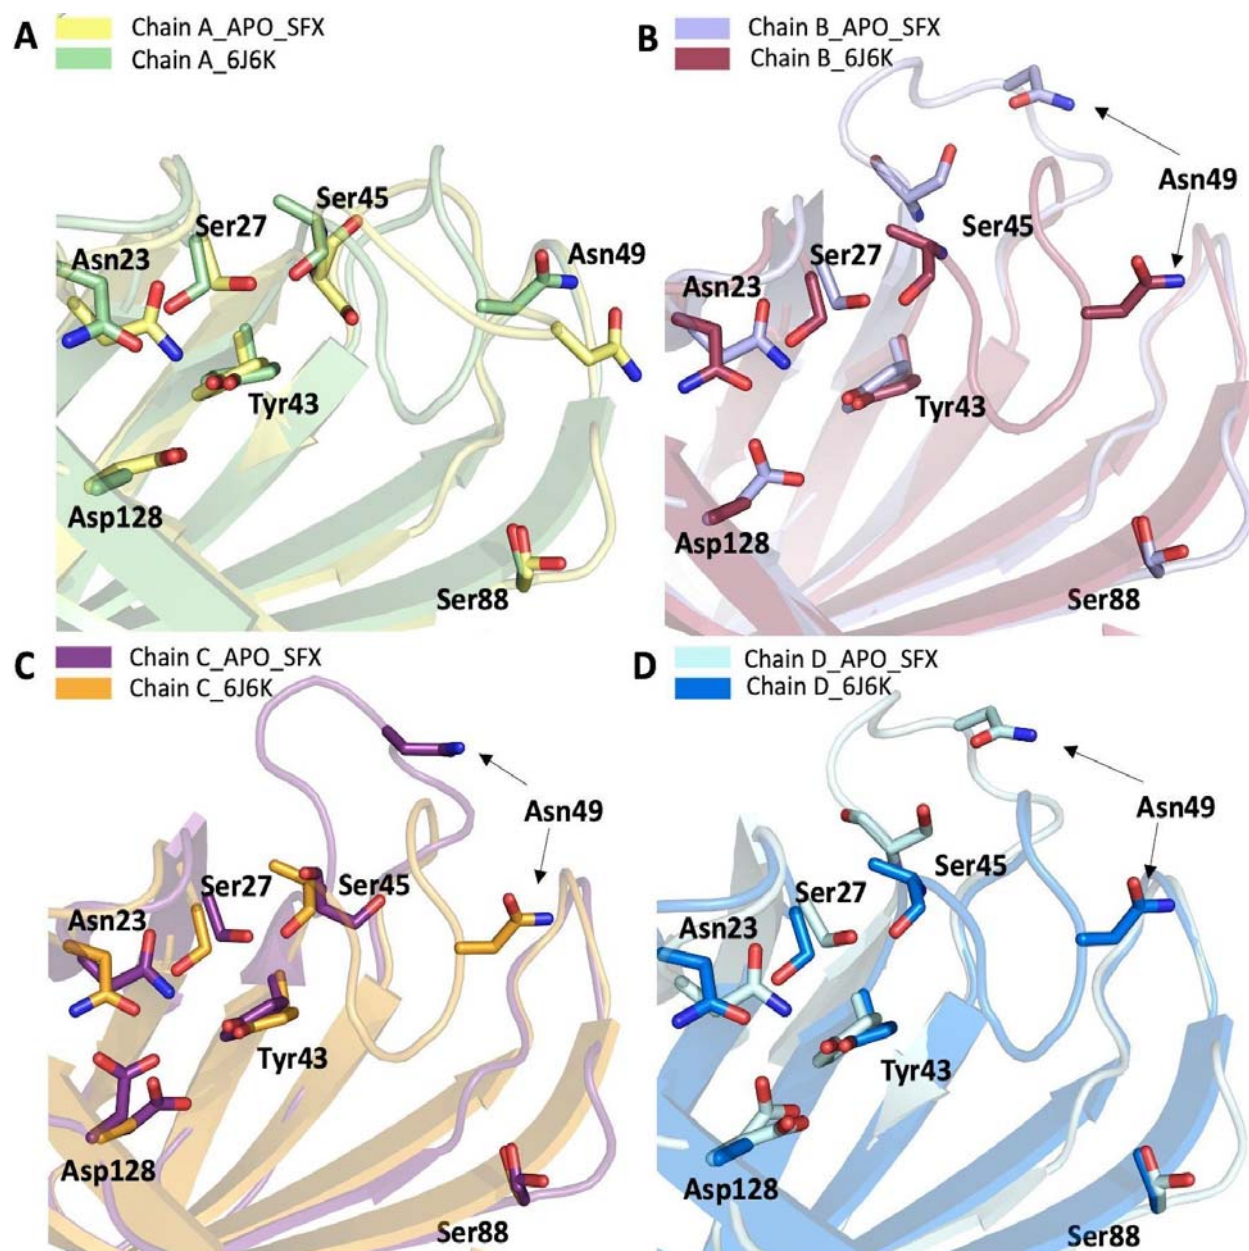 A
Chain A_APO_SFX
Chain A_6J6K
Ser45
Ser27
Asn23
Asn49
Tyr43
Asp128
Ser88
B
Chain B_APO_SFX
Chain B_6J6K
Asn49
Ser45
Ser27
Asn23
Tyr43
Asp128
Ser88
C
Chain C_APO_SFX
Chain C_6J6K
Asn49
Ser27
Ser45
Asn23
Tyr43
Asp128
Ser88
D
Chain D_APO_SFX
Chain D_6J6K
Asn49
Ser45
Ser27
Asn23
Tyr43
Asp128
Ser88